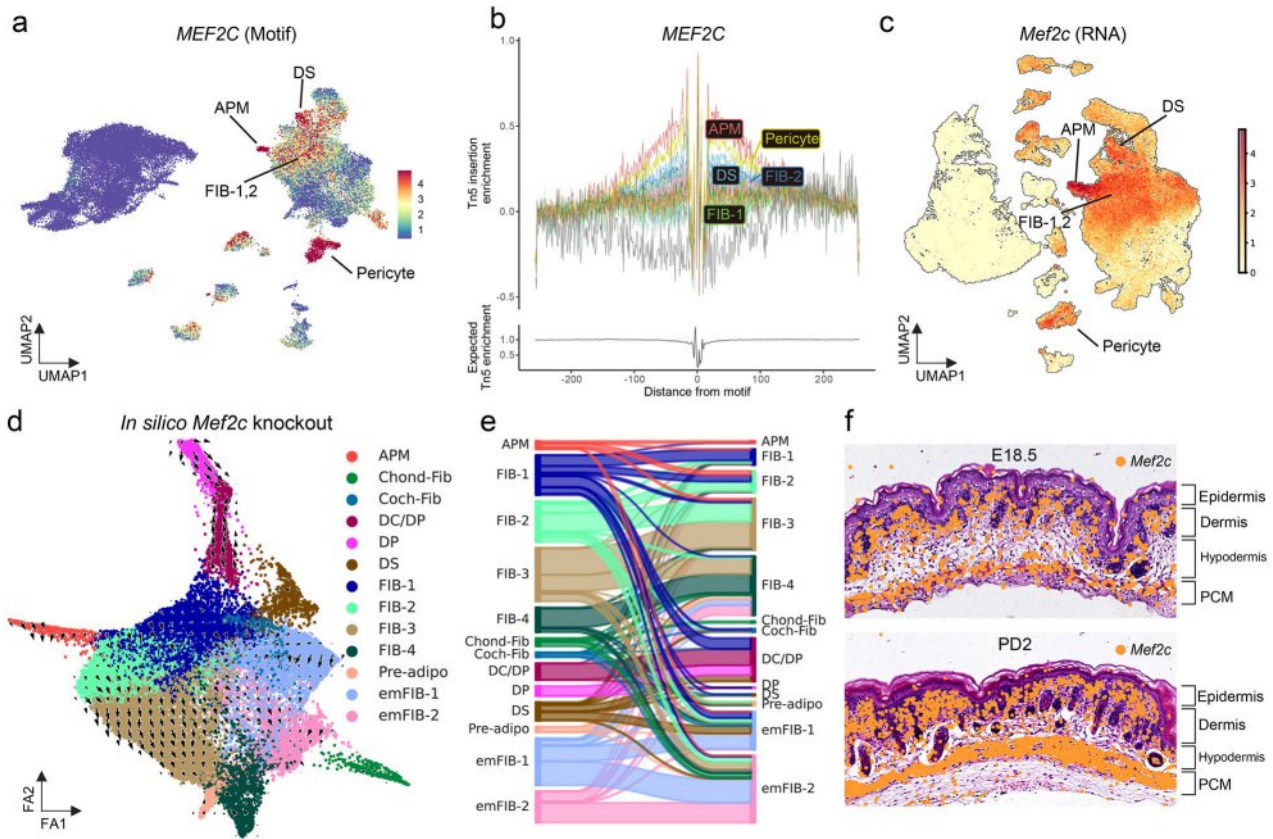 a
MEF2C (Motif)
DS
APM
FIB-1,2
4
3
2
1
Pericyte
UMAP2
UMAP1
b
MEF2C
1.0
0.5
0.0
-0.5
Tn5 insertion
enrichment
APM
Pericyte
DS
FIB-2
FIB-1
Expected
Tn5 enrichment
1.0
0.5
-200
-100
0
100
200
Distance from motif
c
Mef2c (RNA)
DS
APM
FIB-1,2
4
3
2
1
0
Pericyte
UMAP2
UMAP1
d
In silico Mef2c knockout
APM
Chond-Fib
Coch-Fib
DC/DP
DP
DS
FIB-1
FIB-2
FIB-3
FIB-4
Pre-adipo
emFIB-1
emFIB-2
FA2
FA1
e
APM
FIB-1
FIB-2
FIB-3
FIB-4
Chond-Fib
Coch-Fib
DC/DP
DP
DS
Pre-adipo
emFIB-1
emFIB-2
APM
FIB-1
FIB-2
FIB-3
FIB-4
Chond-Fib
Coch-Fib
DC/DP
DP
DS
Pre-adipo
emFIB-1
emFIB-2
f
E18.5
Mef2c
Epidermis
Dermis
Hypodermis
PCM
PD2
Mef2c
Epidermis
Dermis
Hypodermis
PCM